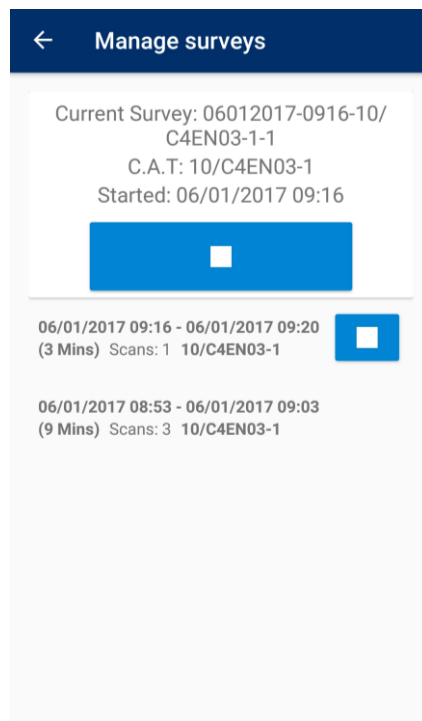 Manage surveys
Current Survey: 06012017-0916-10/
C4EN03-1-1
C.A.T: 10/C4EN03-1
Started: 06/01/2017 09:16
06/01/2017 09:16 - 06/01/2017 09:20
(3 Mins) Scans: 1 10/C4EN03-1
06/01/2017 08:53 - 06/01/2017 09:03
(9 Mins) Scans: 3 10/C4EN03-1